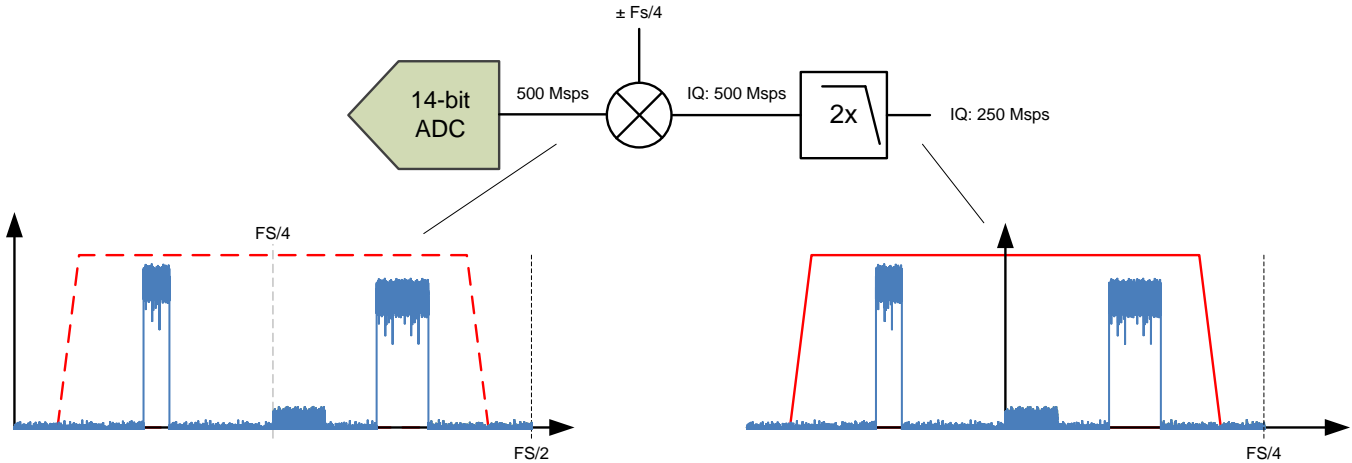 ± Fs/4
14-bit
ADC
500 Msps
IQ: 500 Msps
2x
IQ: 250 Msps
FS/4
FS/2
FS/4